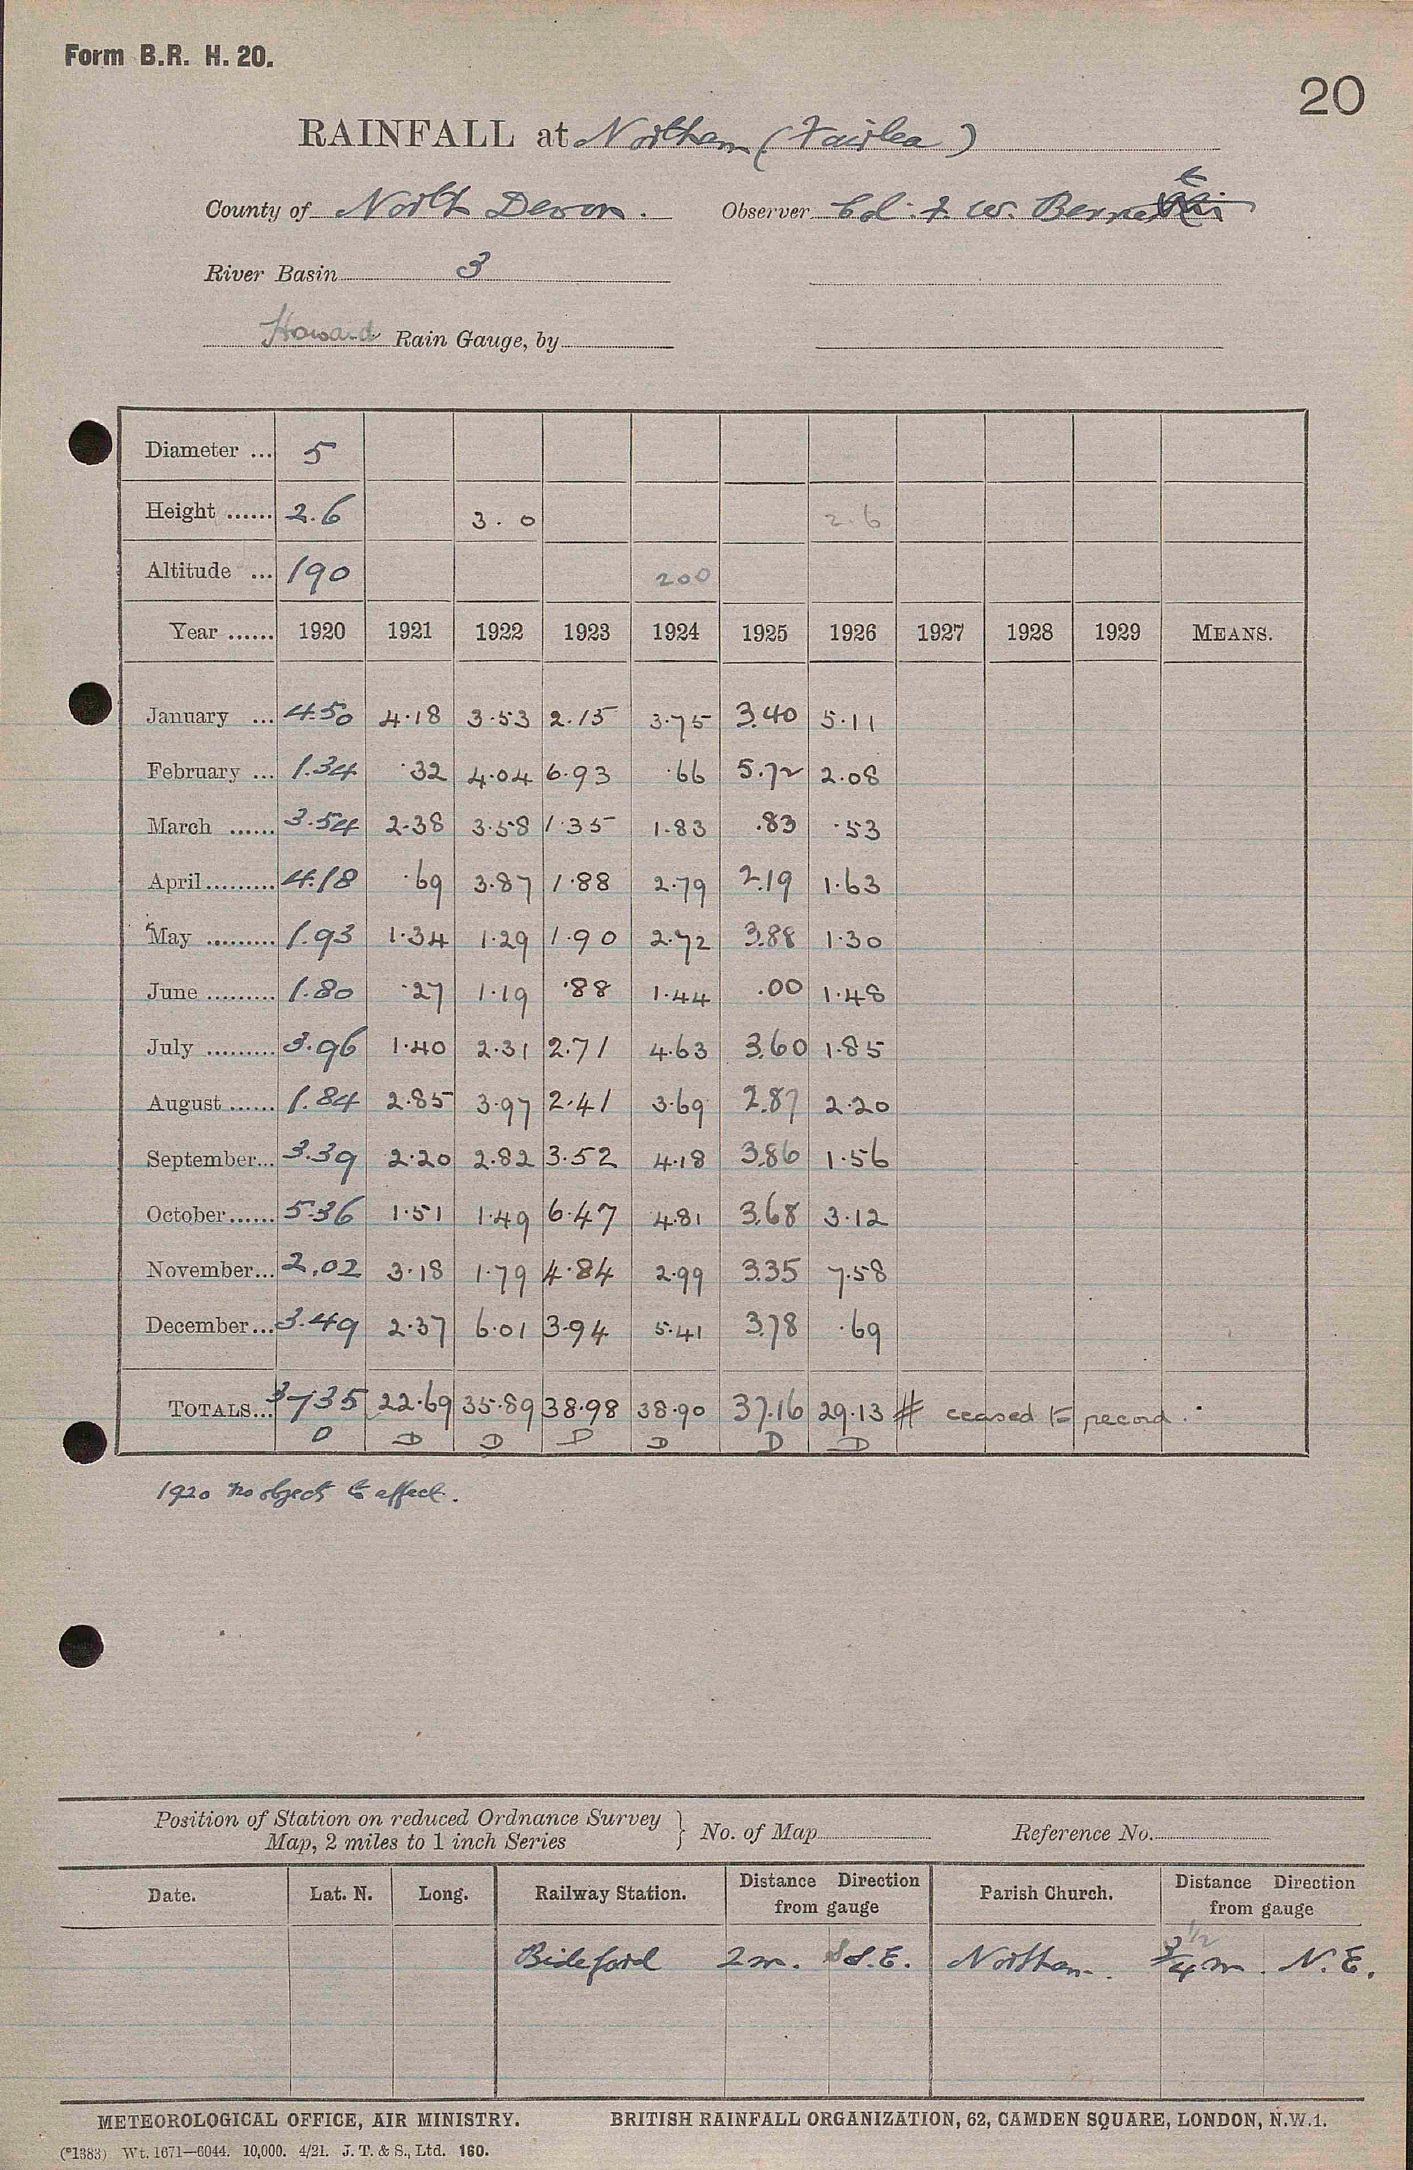 Form B.R. H. 20.
20
RAINFALL at Northam (Fairlea)
County of North Devon. Observer Col. F. W. Bennett
River Basin 3
Howard Rain Gauge, by
Diameter ... 5
Height ...... 2.6 3.0 2.6
Altitude ... 190 200
Year ...... 1920 1921 1922 1923 1924 1925 1926 1927 1928 1929 MEANS.
January ... 4.50 4.18 3.53 2.15 3.75 3.40 5.11
February ... 1.34 .32 4.04 6.93 .66 5.72 2.08
March ...... 3.54 2.38 3.58 1.35 1.83 .83 .53
April ......... 4.18 .69 3.87 1.88 2.79 2.19 1.63
May ......... 1.93 1.34 1.29 1.90 2.72 3.88 1.30
June ......... 1.80 .27 1.19 .88 1.44 .00 1.48
July ......... 3.96 1.40 2.31 2.71 4.63 3.60 1.85
August ...... 1.84 2.85 3.97 2.41 3.69 2.87 2.20
September... 3.39 2.20 2.82 3.52 4.18 3.86 1.56
October...... 5.36 1.51 1.49 6.47 4.81 3.68 3.12
November... 2.02 3.18 1.79 4.84 2.99 3.35 7.58
December... 3.49 2.37 6.01 3.94 5.41 3.78 .69
TOTALS... 37.35 22.69 35.89 38.98 38.90 37.16 29.13 # ceased to record.
D D D D D D D
1920 no objects to affect.
Position of Station on reduced Ordnance Survey
Map, 2 miles to 1 inch Series } No. of Map Reference No.
Date. Lat. N. Long. Railway Station. Distance Direction from gauge Parish Church. Distance Direction from gauge
1/2
Bideford 2 m. S S.E. Northam. 3/4 m. N.E.
METEOROLOGICAL OFFICE, AIR MINISTRY. BRITISH RAINFALL ORGANIZATION, 62, CAMDEN SQUARE, LONDON, N.W.1.
(*1383) Wt. 1671—6044. 10,000. 4/21. J. T. & S., Ltd. 160.